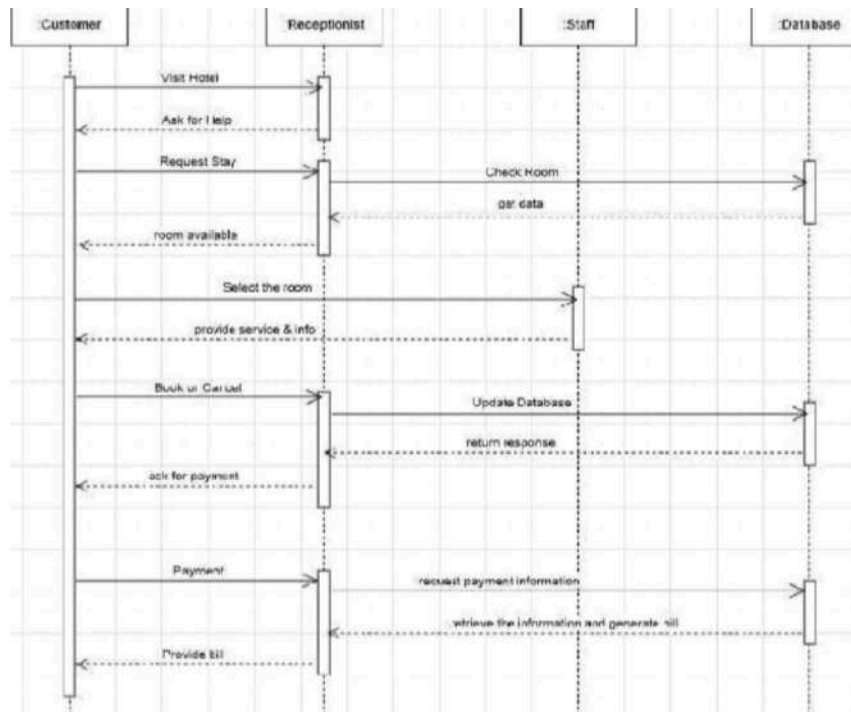 :Customer
:Receptionist
:Staff
:Database
Visit Hotel
Ask for Help
Request Stay
Check Room
get data
room available
Select the room
provide service & info
Book or Cancel
Update Database
return response
ask for payment
Payment
request payment information
retrieve the information and generate bill
Provide bill